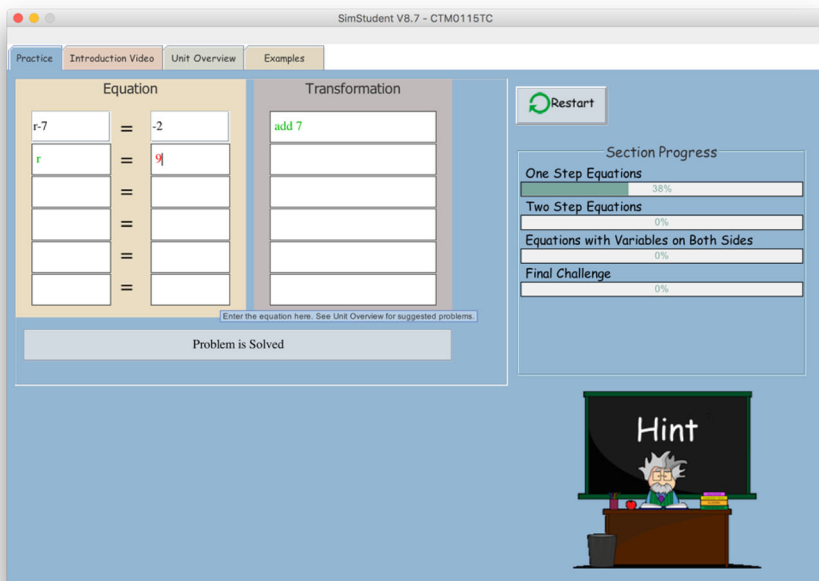 SimStudent V8.7 - CTM0115TC
Practice Introduction Video Unit Overview Examples
Equation Transformation
r-7 = -2 add 7
r = 9
=
=
=
=
Enter the equation here. See Unit Overview for suggested problems.
Problem is Solved
Restart
Section Progress
One Step Equations
38%
Two Step Equations
0%
Equations with Variables on Both Sides
0%
Final Challenge
0%
Hint